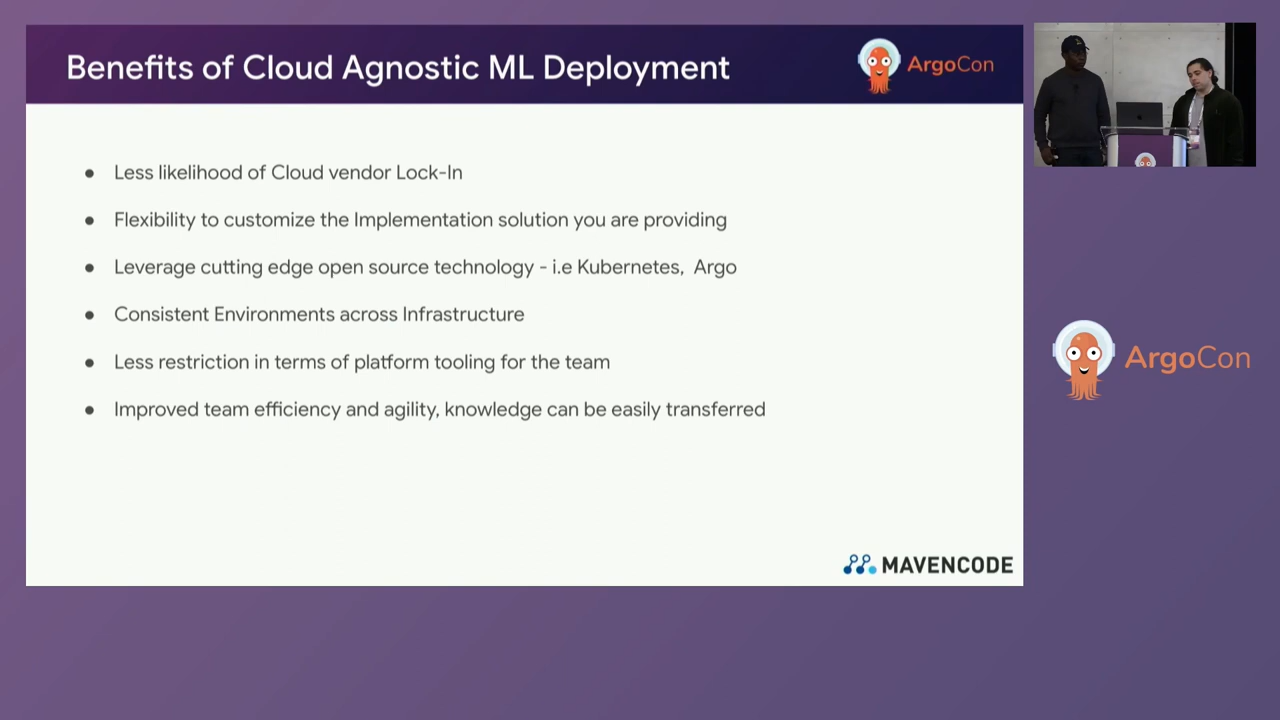 Benefits of Cloud Agnostic ML Deployment
ArgoCon
● Less likelihood of Cloud vendor Lock-In
● Flexibility to customize the Implementation solution you are providing
● Leverage cutting edge open source technology - i.e Kubernetes,  Argo
● Consistent Environments across Infrastructure
● Less restriction in terms of platform tooling for the team
● Improved team efficiency and agility, knowledge can be easily transferred
MAVENCODE
ArgoCon